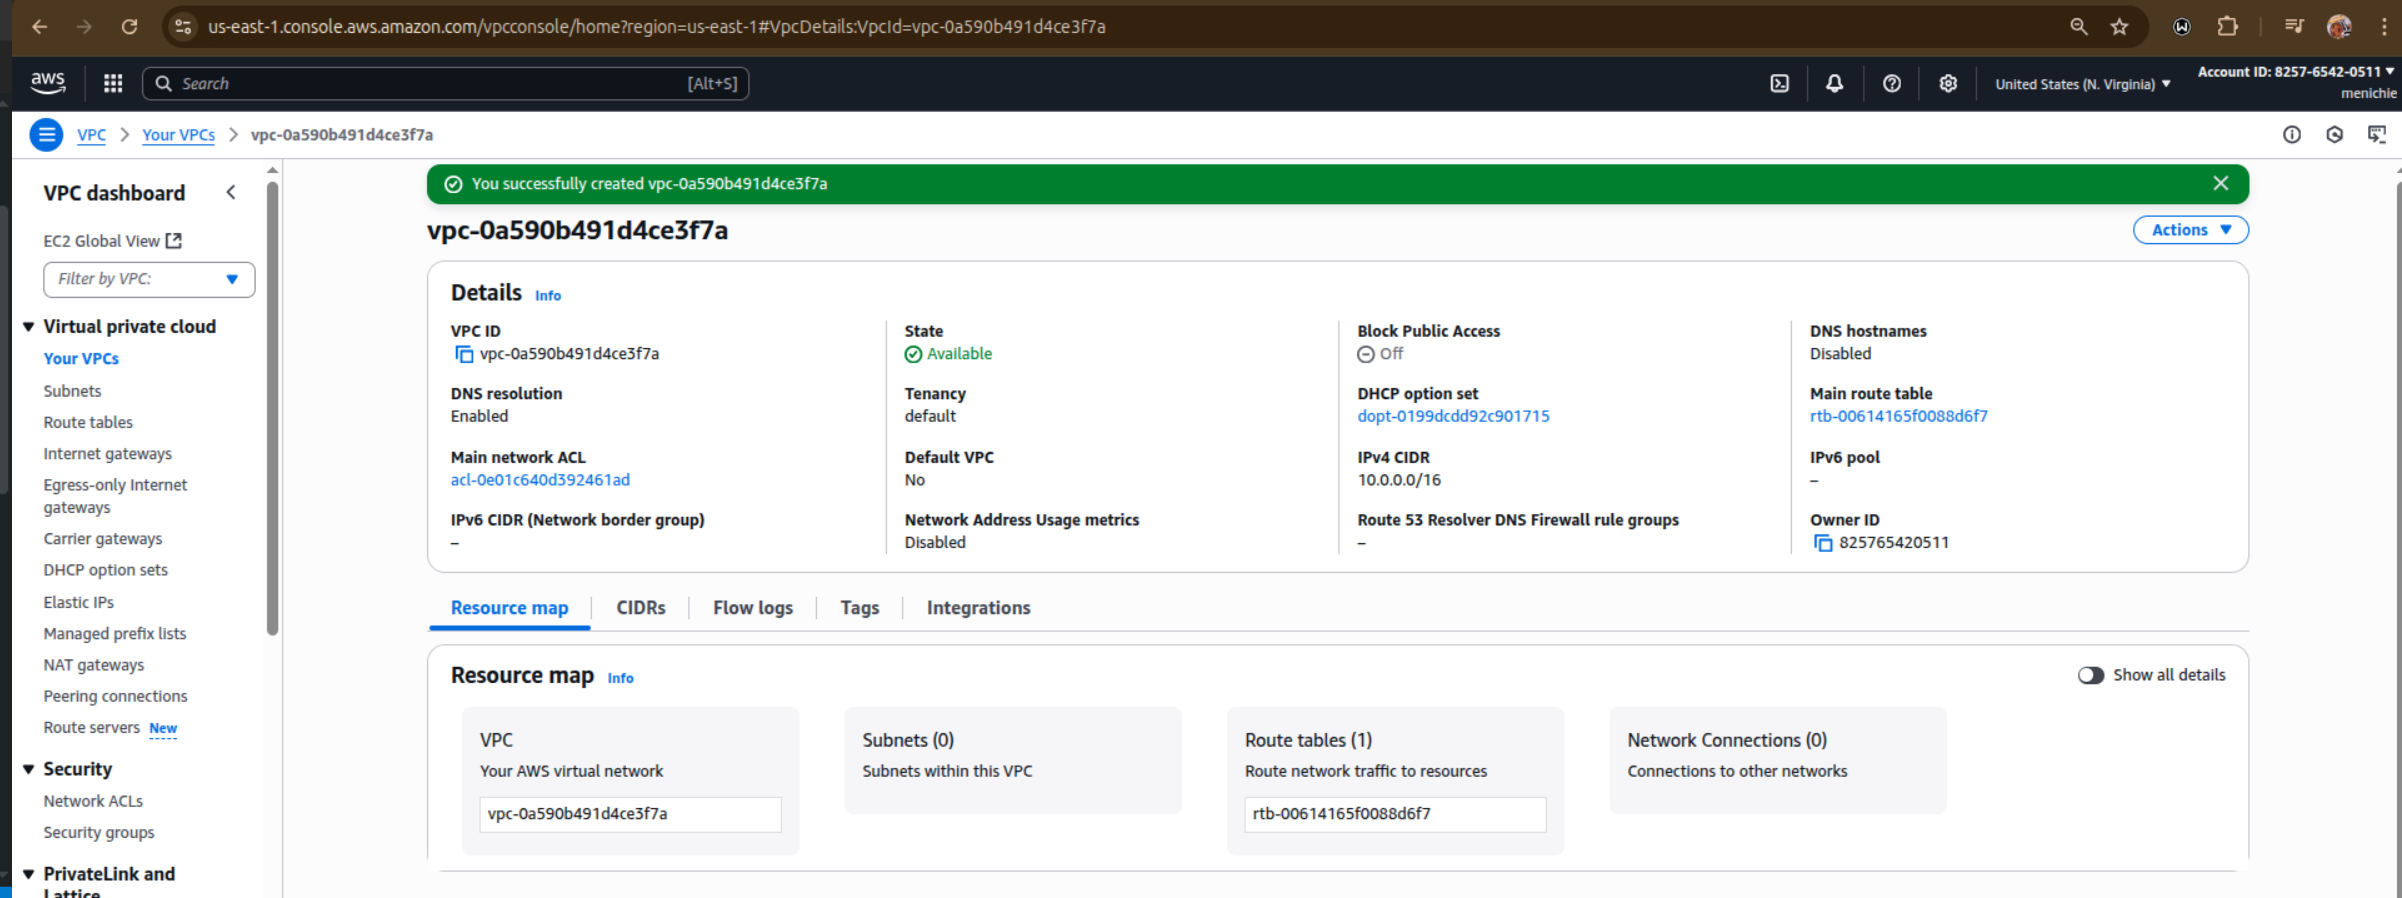 us-east-1.console.aws.amazon.com/vpcconsole/home?region=us-east-1#VpcDetails:VpcId=vpc-0a590b491d4ce3f7a
aws
Search [Alt+S]
United States (N. Virginia)
Account ID: 8257-6542-0511
menichie
VPC
Your VPCs
vpc-0a590b491d4ce3f7a
VPC dashboard
EC2 Global View
Filter by VPC:
Virtual private cloud
Your VPCs
Subnets
Route tables
Internet gateways
Egress-only Internet
gateways
Carrier gateways
DHCP option sets
Elastic IPs
Managed prefix lists
NAT gateways
Peering connections
Route servers New
Security
Network ACLs
Security groups
PrivateLink and
Lattice
You successfully created vpc-0a590b491d4ce3f7a
vpc-0a590b491d4ce3f7a
Actions
Details Info
VPC ID
vpc-0a590b491d4ce3f7a
State
Available
Block Public Access
Off
DNS hostnames
Disabled
DNS resolution
Enabled
Tenancy
default
DHCP option set
dopt-0199dcdd92c901715
Main route table
rtb-00614165f0088d6f7
Main network ACL
acl-0e01c640d392461ad
Default VPC
No
IPv4 CIDR
10.0.0.0/16
IPv6 pool
–
IPv6 CIDR (Network border group)
–
Network Address Usage metrics
Disabled
Route 53 Resolver DNS Firewall rule groups
–
Owner ID
825765420511
Resource map
CIDRs
Flow logs
Tags
Integrations
Resource map Info
Show all details
VPC
Your AWS virtual network
vpc-0a590b491d4ce3f7a
Subnets (0)
Subnets within this VPC
Route tables (1)
Route network traffic to resources
rtb-00614165f0088d6f7
Network Connections (0)
Connections to other networks